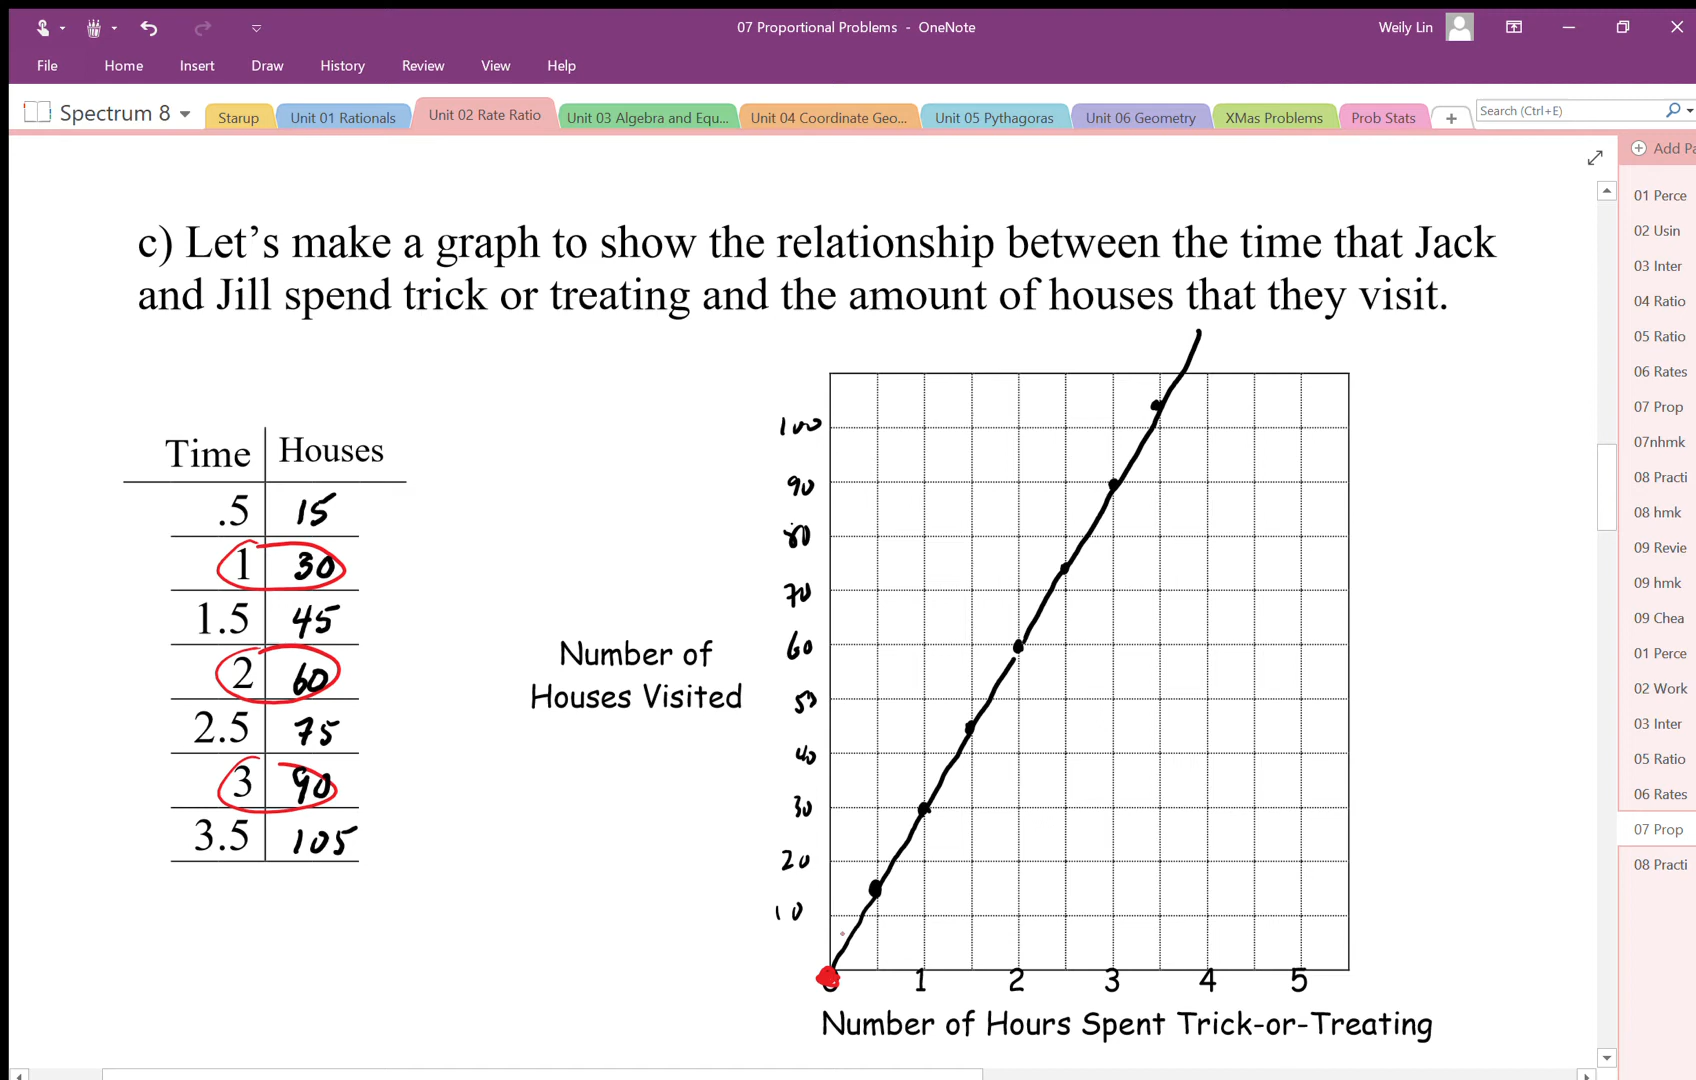 07 Proportional Problems - OneNote
Weily Lin
File Home Insert Draw History Review View Help
Spectrum 8
Starup
Unit 01 Rationals
Unit 02 Rate Ratio
Unit 03 Algebra and Equ...
Unit 04 Coordinate Geo...
Unit 05 Pythagoras
Unit 06 Geometry
XMas Problems
Prob Stats
Search (Ctrl+E)
c) Let's make a graph to show the relationship between the time that Jack
and Jill spend trick or treating and the amount of houses that they visit.
Time Houses
.5 15
1 30
1.5 45
2 60
2.5 75
3 90
3.5 105
Number of
Houses Visited
100
90
80
70
60
50
40
30
20
10
0 1 2 3 4 5
Number of Hours Spent Trick-or-Treating
Add Pa
01 Perce
02 Usin
03 Inter
04 Ratio
05 Ratio
06 Rates
07 Prop
07nhmk
08 Practi
08 hmk
09 Revie
09 hmk
09 Chea
01 Perce
02 Work
03 Inter
05 Ratio
06 Rates
07 Prop
08 Practi